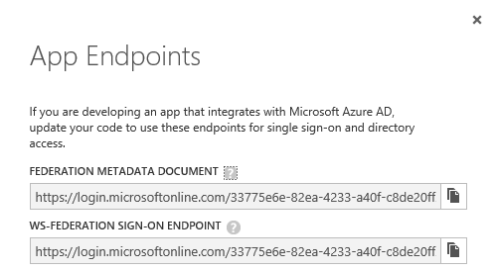 App Endpoints
If you are developing an app that integrates with Microsoft Azure AD,
update your code to use these endpoints for single sign-on and directory
access.
FEDERATION METADATA DOCUMENT ?
https://login.microsoftonline.com/33775e6e-82ea-4233-a40f-c8de20ff
WS-FEDERATION SIGN-ON ENDPOINT ?
https://login.microsoftonline.com/33775e6e-82ea-4233-a40f-c8de20ff